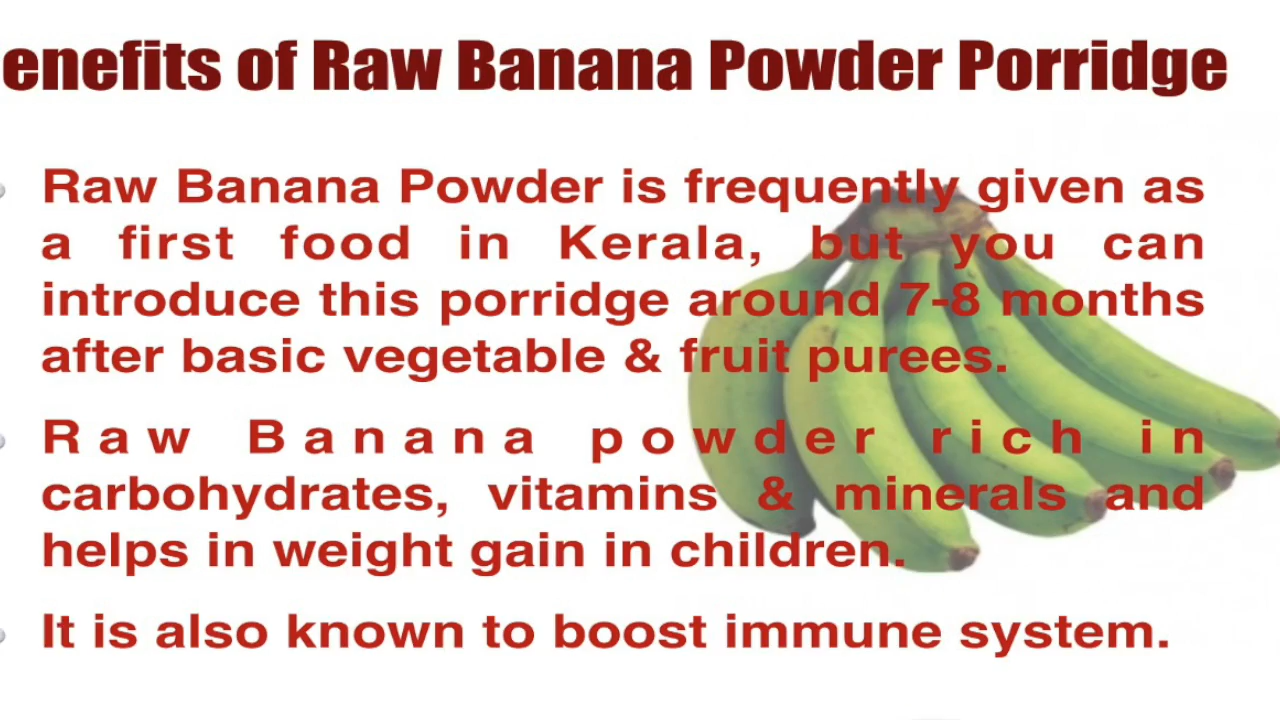 enefits of Raw Banana Powder Porridge
Raw Banana Powder is frequently given as
a first food in Kerala, but you can
introduce this porridge around 7-8 months
after basic vegetable & fruit purees.
Raw Banana powder rich in
carbohydrates, vitamins & minerals and
helps in weight gain in children.
It is also known to boost immune system.